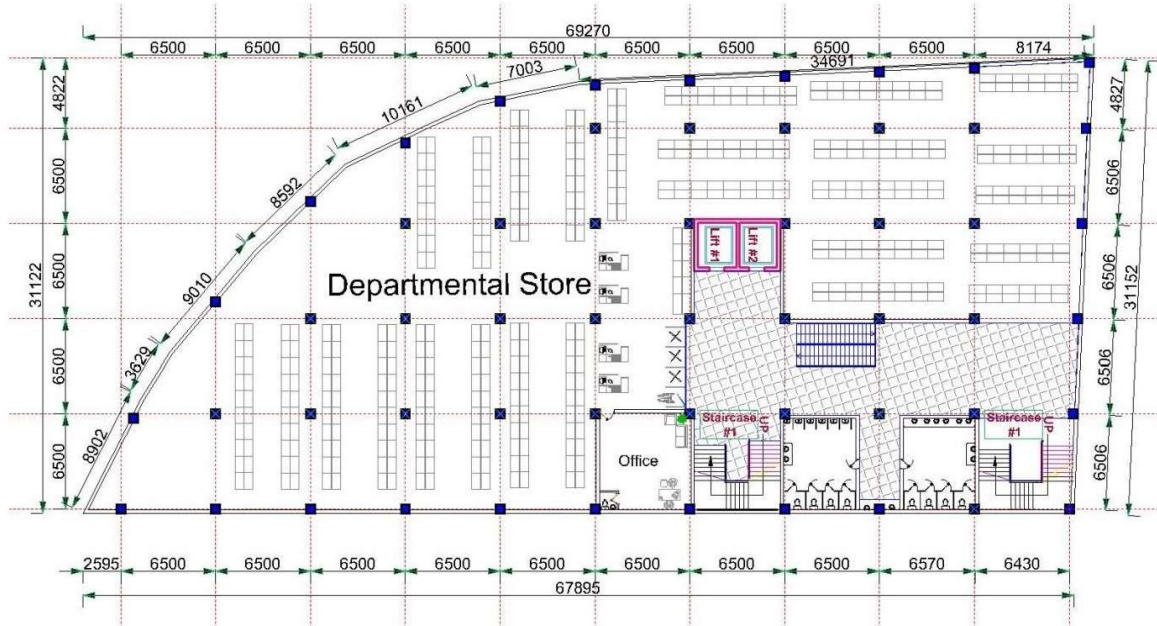 69270
6500 6500 6500 6500 6500 6500 6500 6500 6500 8174
34691
7003
10161
8592
9010
3629
8902
4822
6500
6500
6500
6500
31122
4827
6506
6506
6506
6506
31152
Lift #1
Lift #2
Departmental Store
Office
Staircase
#1
UP
Staircase
#1
UP
2595 6500 6500 6500 6500 6500 6500 6500 6500 6570 6430
67895